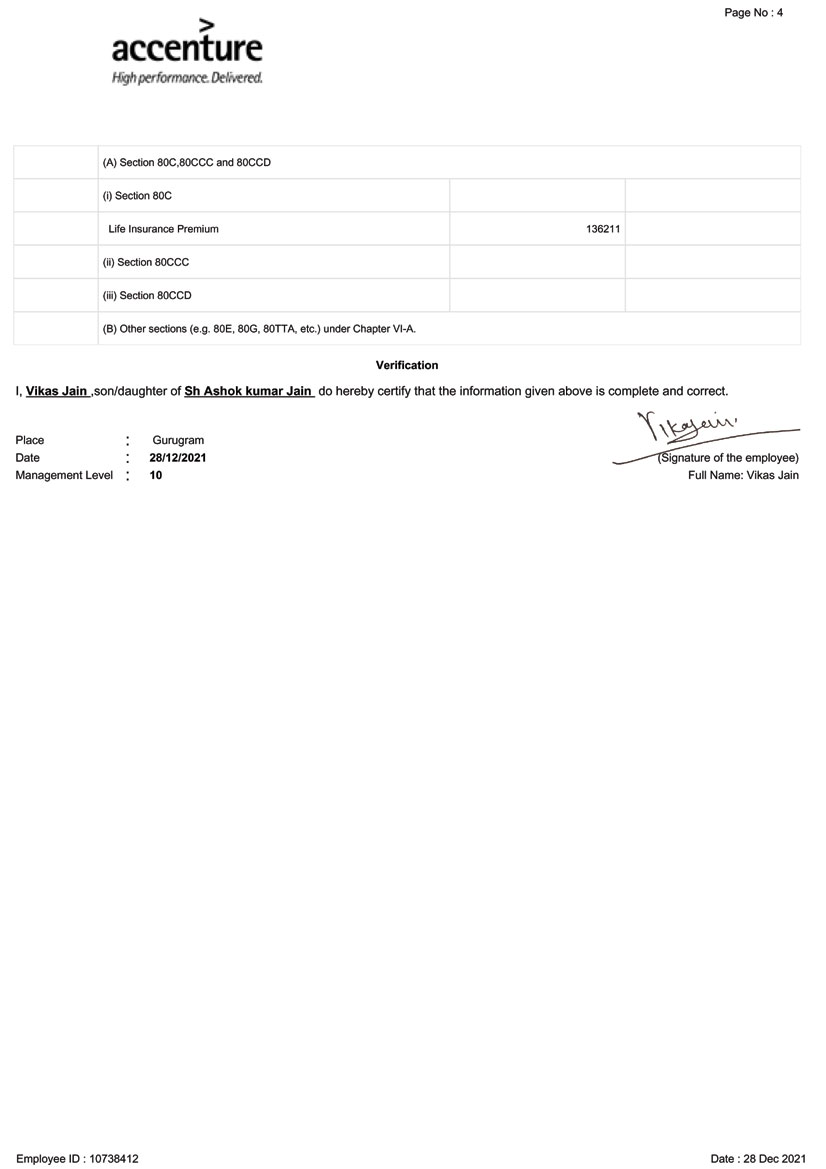 Page No : 4
>
accenture
High performance. Delivered.
(A) Section 80C,80CCC and 80CCD
(i) Section 80C
Life Insurance Premium 136211
(ii) Section 80CCC
(iii) Section 80CCD
(B) Other sections (e.g. 80E, 80G, 80TTA, etc.) under Chapter VI-A.
Verification
I, Vikas Jain ,son/daughter of Sh Ashok kumar Jain do hereby certify that the information given above is complete and correct.
Vikas Jain
Place : Gurugram
Date : 28/12/2021 (Signature of the employee)
Management Level : 10 Full Name: Vikas Jain
Employee ID : 10738412 Date : 28 Dec 2021